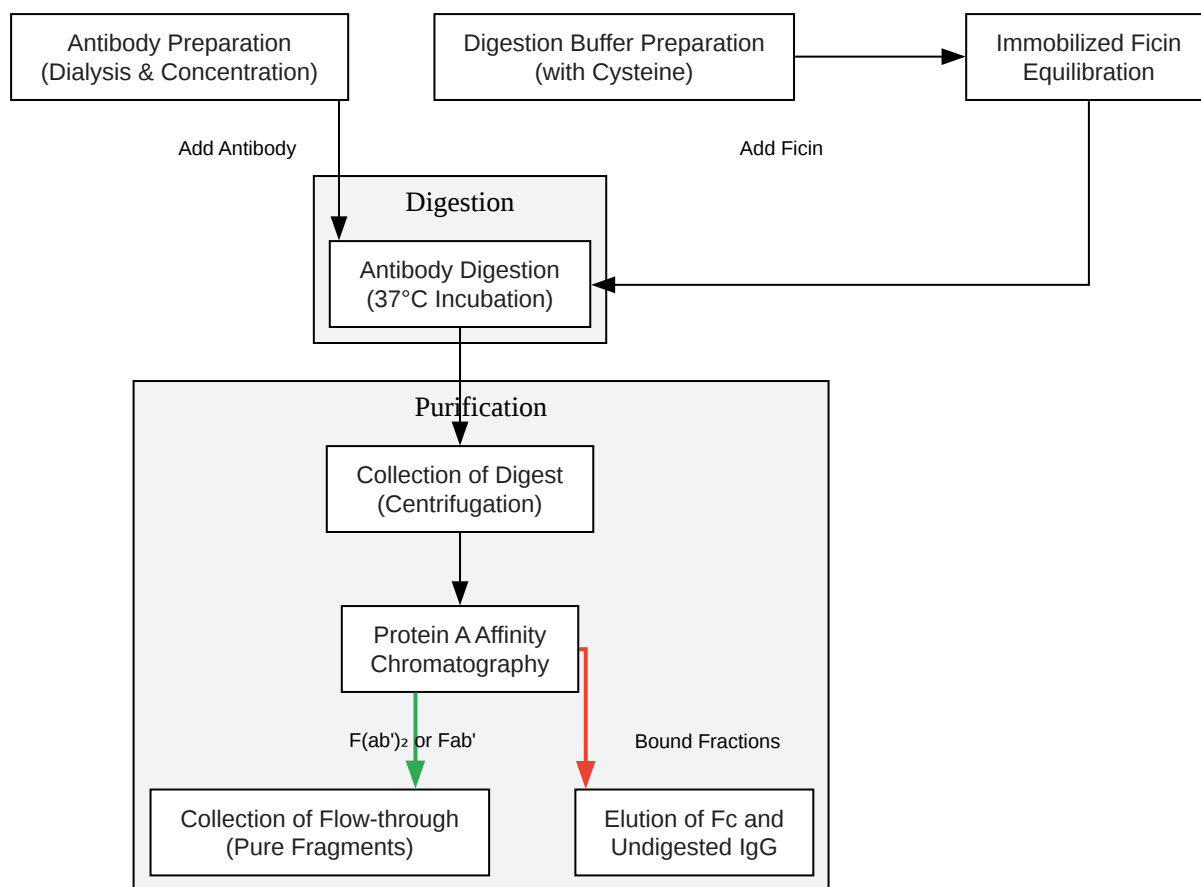 Antibody Preparation
(Dialysis & Concentration)
Digestion Buffer Preparation
(with Cysteine)
Immobilized Ficin
Equilibration
Add Antibody
Add Ficin
Digestion
Antibody Digestion
(37°C Incubation)
Purification
Collection of Digest
(Centrifugation)
Protein A Affinity
Chromatography
F(ab')₂ or Fab'
Bound Fractions
Collection of Flow-through
(Pure Fragments)
Elution of Fc and
Undigested IgG